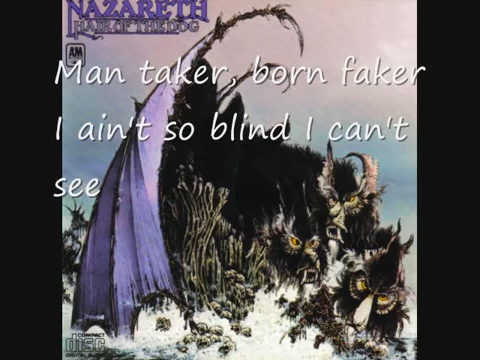 NAZARETH
HAIR OF THE DOG
A&M
Man taker, born faker
I ain't so blind I can't
see
COMPACT
disc
DIGITAL AUDIO